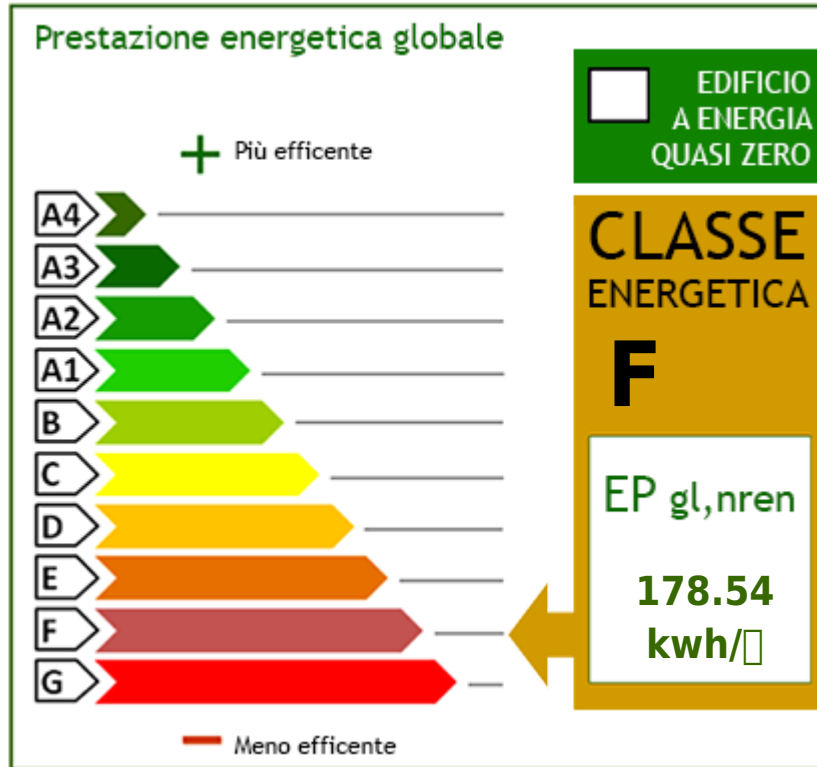 Prestazione energetica globale
EDIFICIO
A ENERGIA
QUASI ZERO
Più efficente
A4
A3
A2
A1
B
C
D
E
F
G
Meno efficente
CLASSE
ENERGETICA
F
EP gl,nren
178.54
kwh/▯